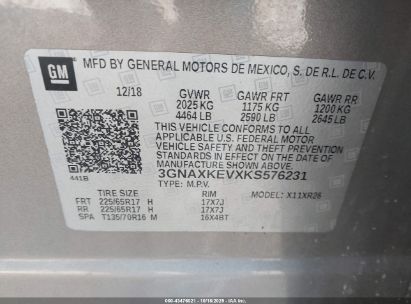 GM
MFD BY GENERAL MOTORS DE MEXICO, S. DE R.L. DE C.V.
12/18 GVWR GAWR FRT GAWR RR
2025 KG 1175 KG 1200 KG
4464 LB 2590 LB 2645 LB
THIS VEHICLE CONFORMS TO ALL
APPLICABLE U.S. FEDERAL MOTOR
VEHICLE SAFETY STANDARDS IN
EFFECT ON THE DATE OF
MANUFACTURE SHOWN ABOVE.
3GNAXKEVXKS576231
441B TYPE: M.P.V. MODEL: X11XR26
TIRE SIZE RIM
FRT 225/65R17 H 17X7J
RR 225/65R17 H 17X7J
SPA T135/70R16 M 16X4BT